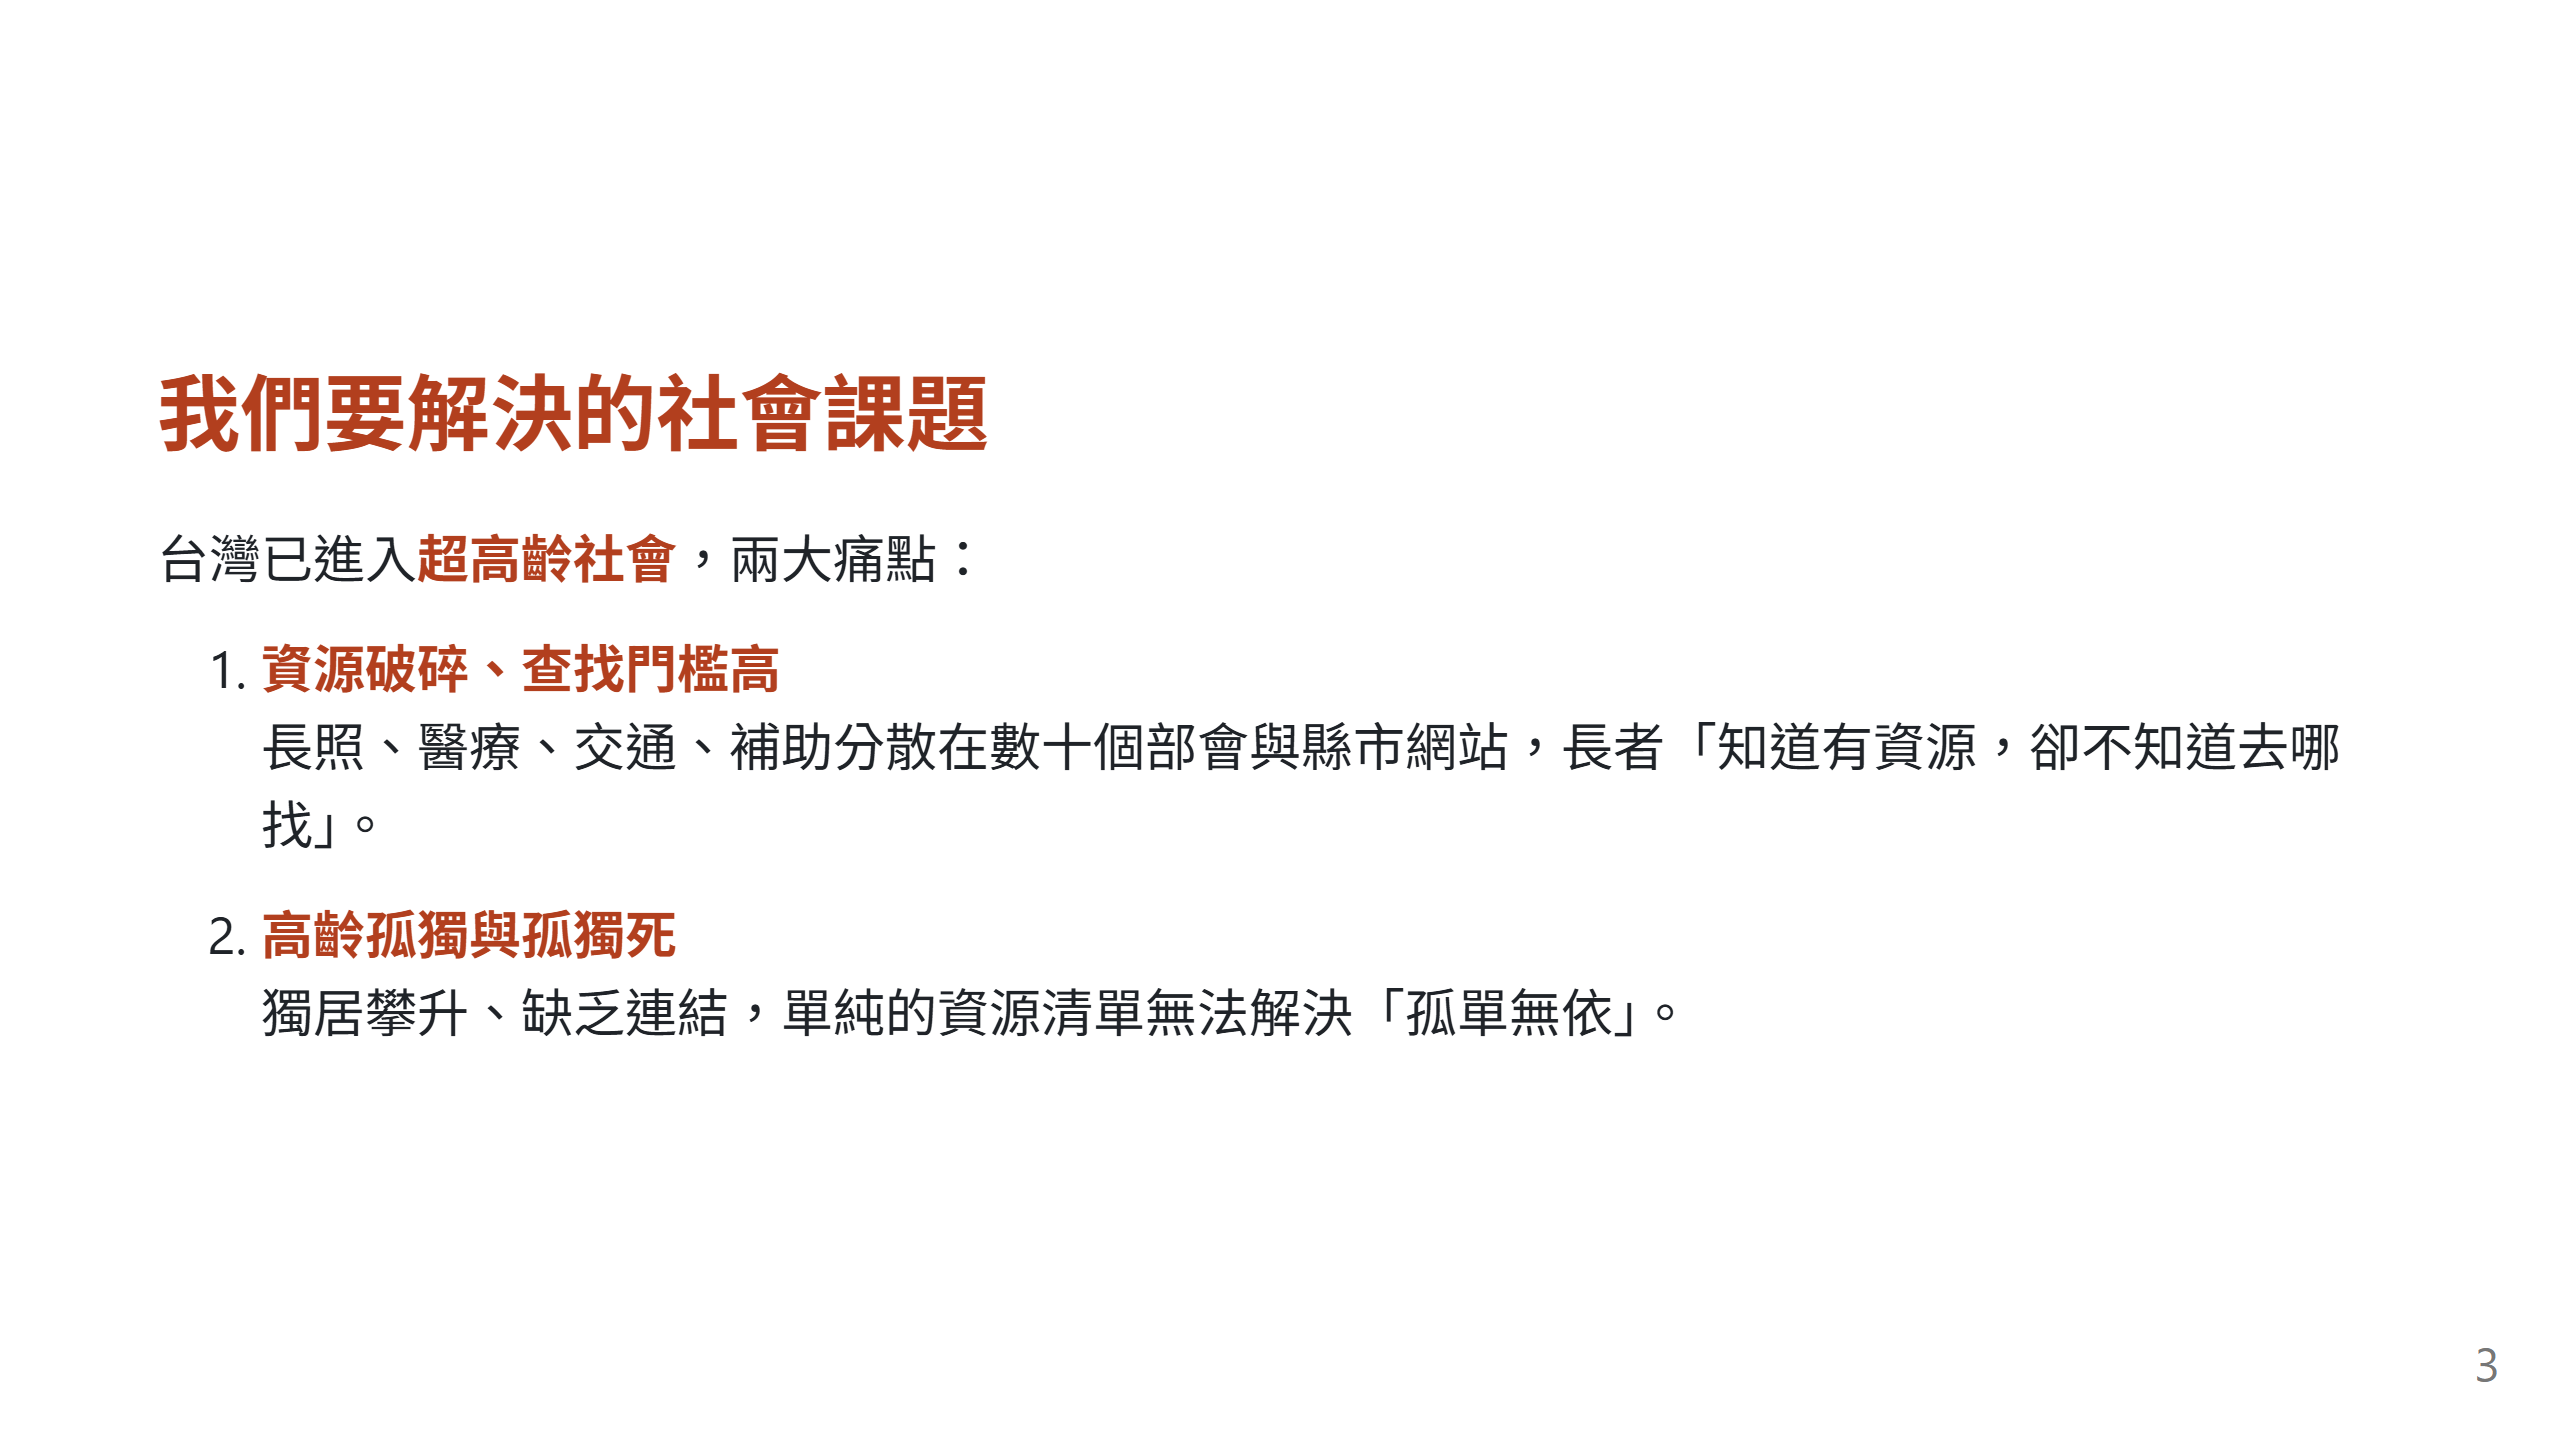 我們要解決的社會課題
台灣已進入超高齡社會，兩大痛點：
1. 資源破碎、查找門檻高
長照、醫療、交通、補助分散在數十個部會與縣市網站，長者「知道有資源，卻不知道去哪
找」。
2. 高齡孤獨與孤獨死
獨居攀升、缺乏連結，單純的資源清單無法解決「孤單無依」。
3